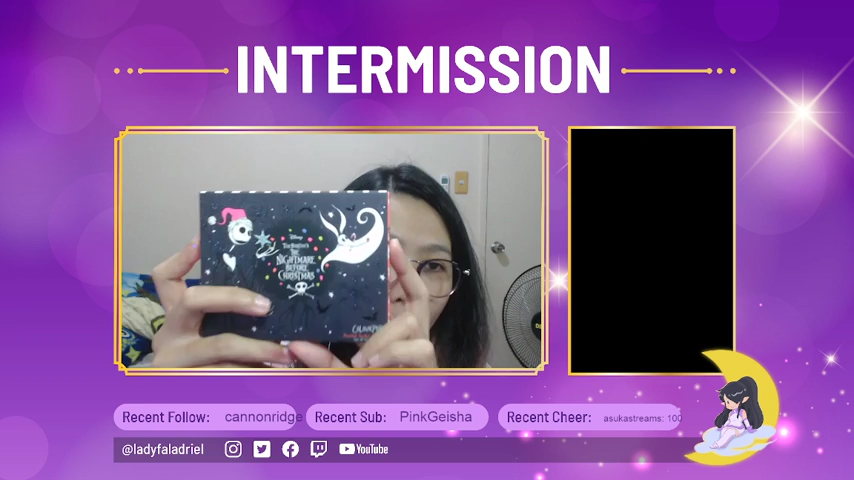 INTERMISSION
Disney
Tim Burton's
THE
NIGHTMARE
BEFORE
CHRISTMAS
Recent Follow: cannonridge
Recent Sub: PinkGeisha
Recent Cheer: asukastreams: 100
@ladyfaladriel
YouTube